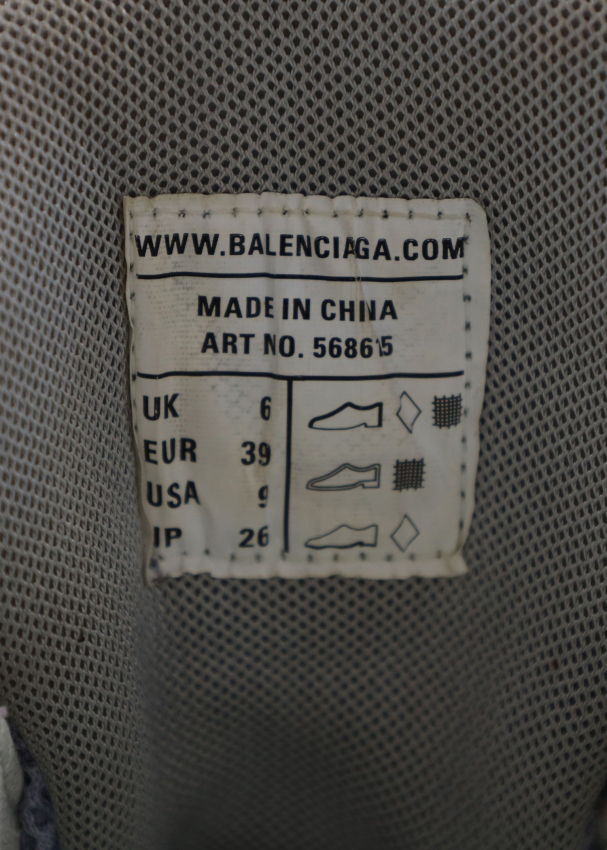 WWW.BALENCIAGA.COM
MADE IN CHINA
ART NO. 568615
UK 6
EUR 39
USA 9
JP 26